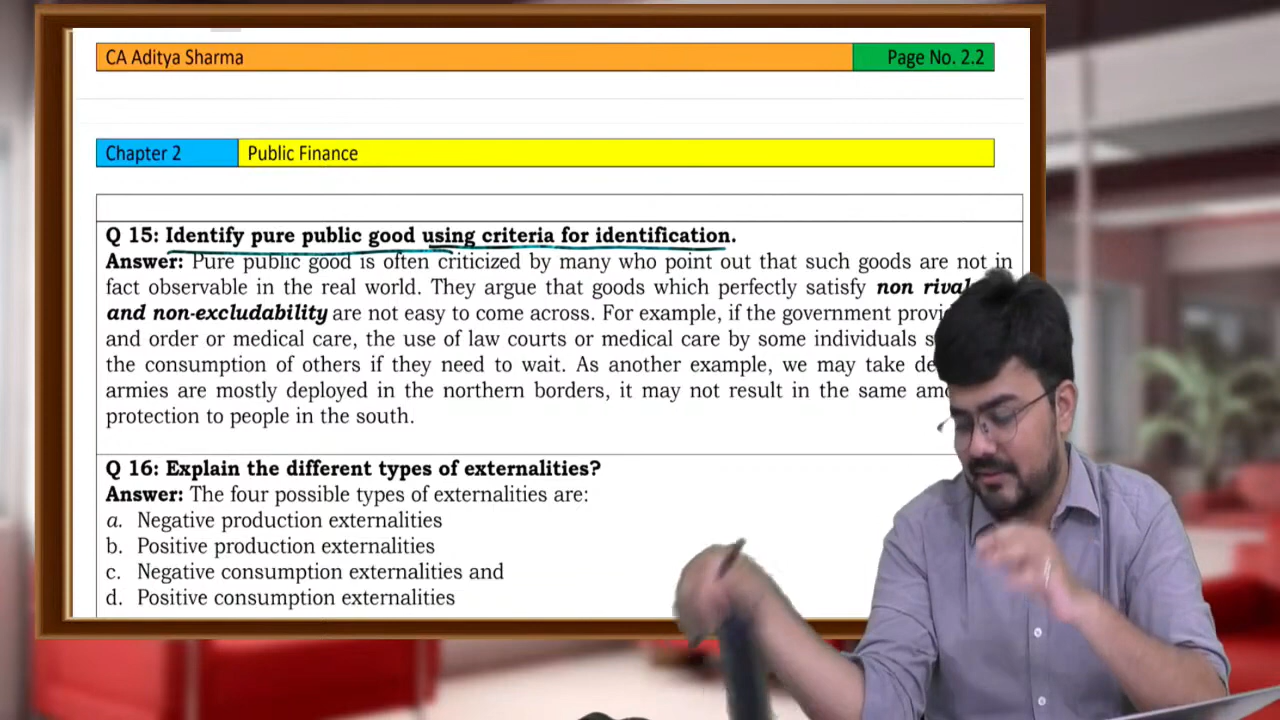 CA Aditya Sharma
Page No. 2.2
Chapter 2
Public Finance
Q 15: Identify pure public good using criteria for identification.
Answer: Pure public good is often criticized by many who point out that such goods are not in
fact observable in the real world. They argue that goods which perfectly satisfy non
and non-excludability are not easy to come across. For example, if the government
and order or medical care, the use of law courts or medical care by some individuals
the consumption of others if they need to wait. As another example, we may take
armies are mostly deployed in the northern borders, it may not result in the same
protection to people in the south.
Q 16: Explain the different types of externalities?
Answer: The four possible types of externalities are:
a. Negative production externalities
b. Positive production externalities
c. Negative consumption externalities and
d. Positive consumption externalities